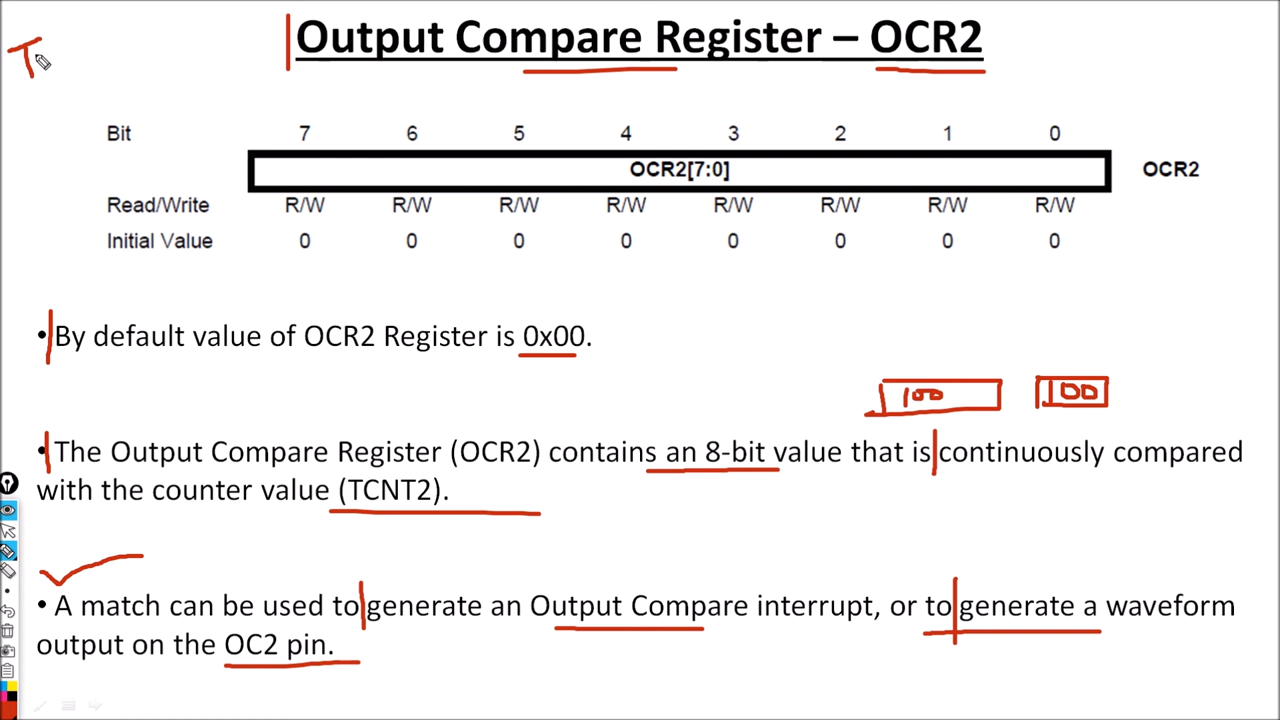 T
Output Compare Register – OCR2
Bit 7 6 5 4 3 2 1 0
OCR2[7:0] OCR2
Read/Write R/W R/W R/W R/W R/W R/W R/W R/W
Initial Value 0 0 0 0 0 0 0 0
• By default value of OCR2 Register is 0x00.
100 100
• The Output Compare Register (OCR2) contains an 8-bit value that is continuously compared
with the counter value (TCNT2).
• A match can be used to generate an Output Compare interrupt, or to generate a waveform
output on the OC2 pin.